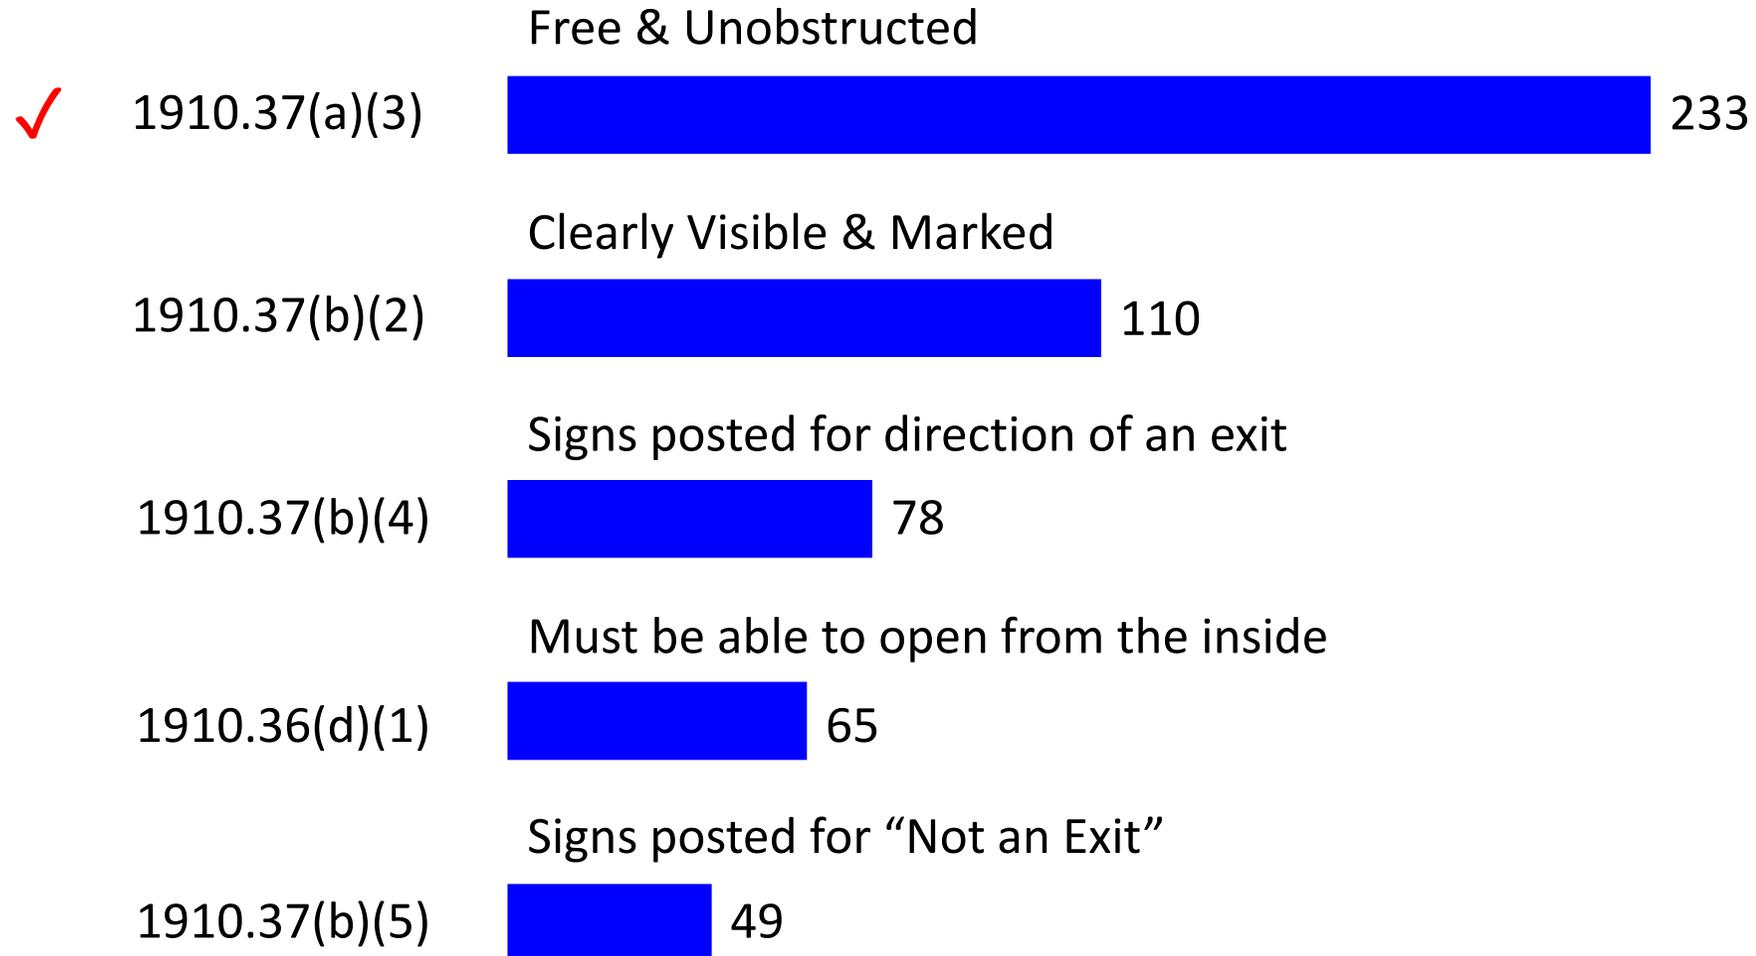 Free & Unobstructed
✓ 1910.37(a)(3) 233
Clearly Visible & Marked
1910.37(b)(2) 110
Signs posted for direction of an exit
1910.37(b)(4) 78
Must be able to open from the inside
1910.36(d)(1) 65
Signs posted for “Not an Exit”
1910.37(b)(5) 49